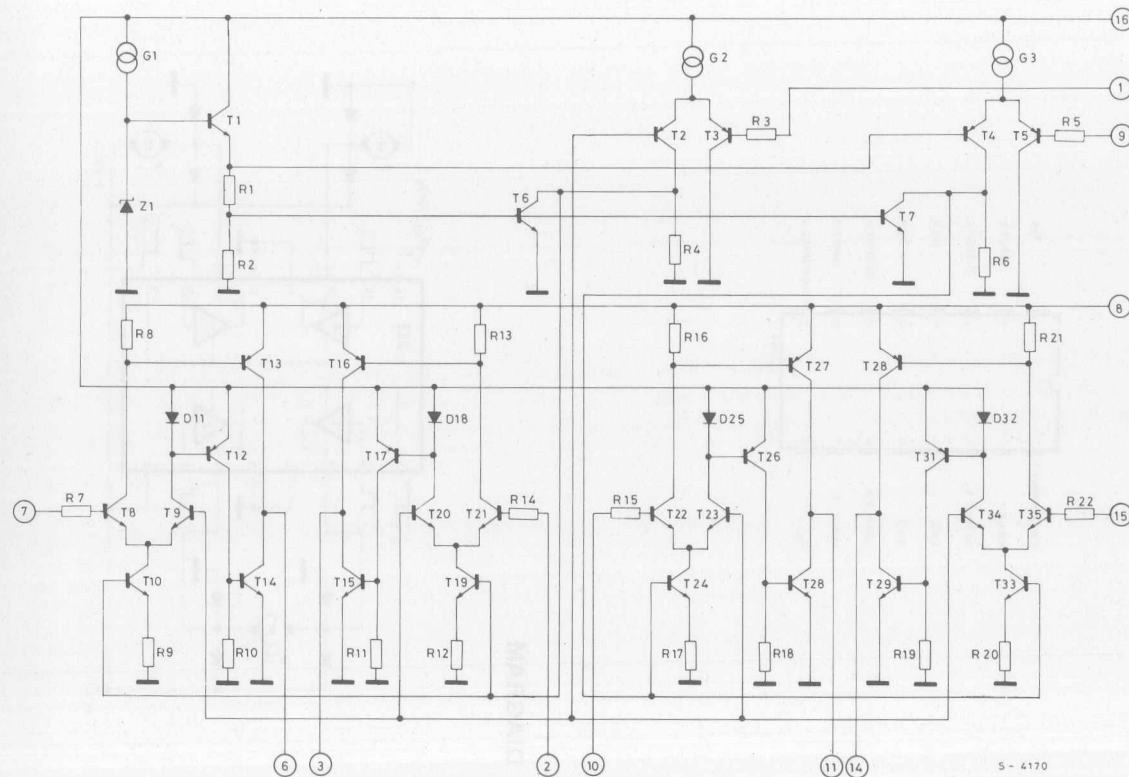 16
G1
G2
G3
1
T1
R3
R5
T2
T3
T4
T5
9
R1
Z1
T6
T7
R2
R4
R6
8
R8
R13
R16
R21
T13
T16
T27
T28
D11
D18
D25
D32
T12
T17
T26
T31
R7
R14
R15
R22
7
T8
T9
T20
T21
T22
T23
T34
T35
15
T10
T14
T15
T19
T24
T28
T29
T33
R9
R10
R11
R12
R17
R18
R19
R20
6
3
2
10
11
14
S-4170